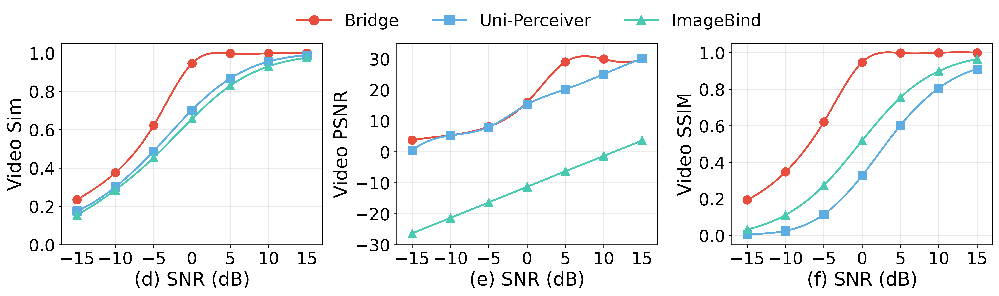 Bridge Uni-Perceiver ImageBind
Video Sim
1.0
0.8
0.6
0.4
0.2
0.0
−15 −10 −5 0 5 10 15
(d) SNR (dB)
Video PSNR
30
20
10
0
−10
−20
−30
−15 −10 −5 0 5 10 15
(e) SNR (dB)
Video SSIM
1.0
0.8
0.6
0.4
0.2
0.0
−15 −10 −5 0 5 10 15
(f) SNR (dB)